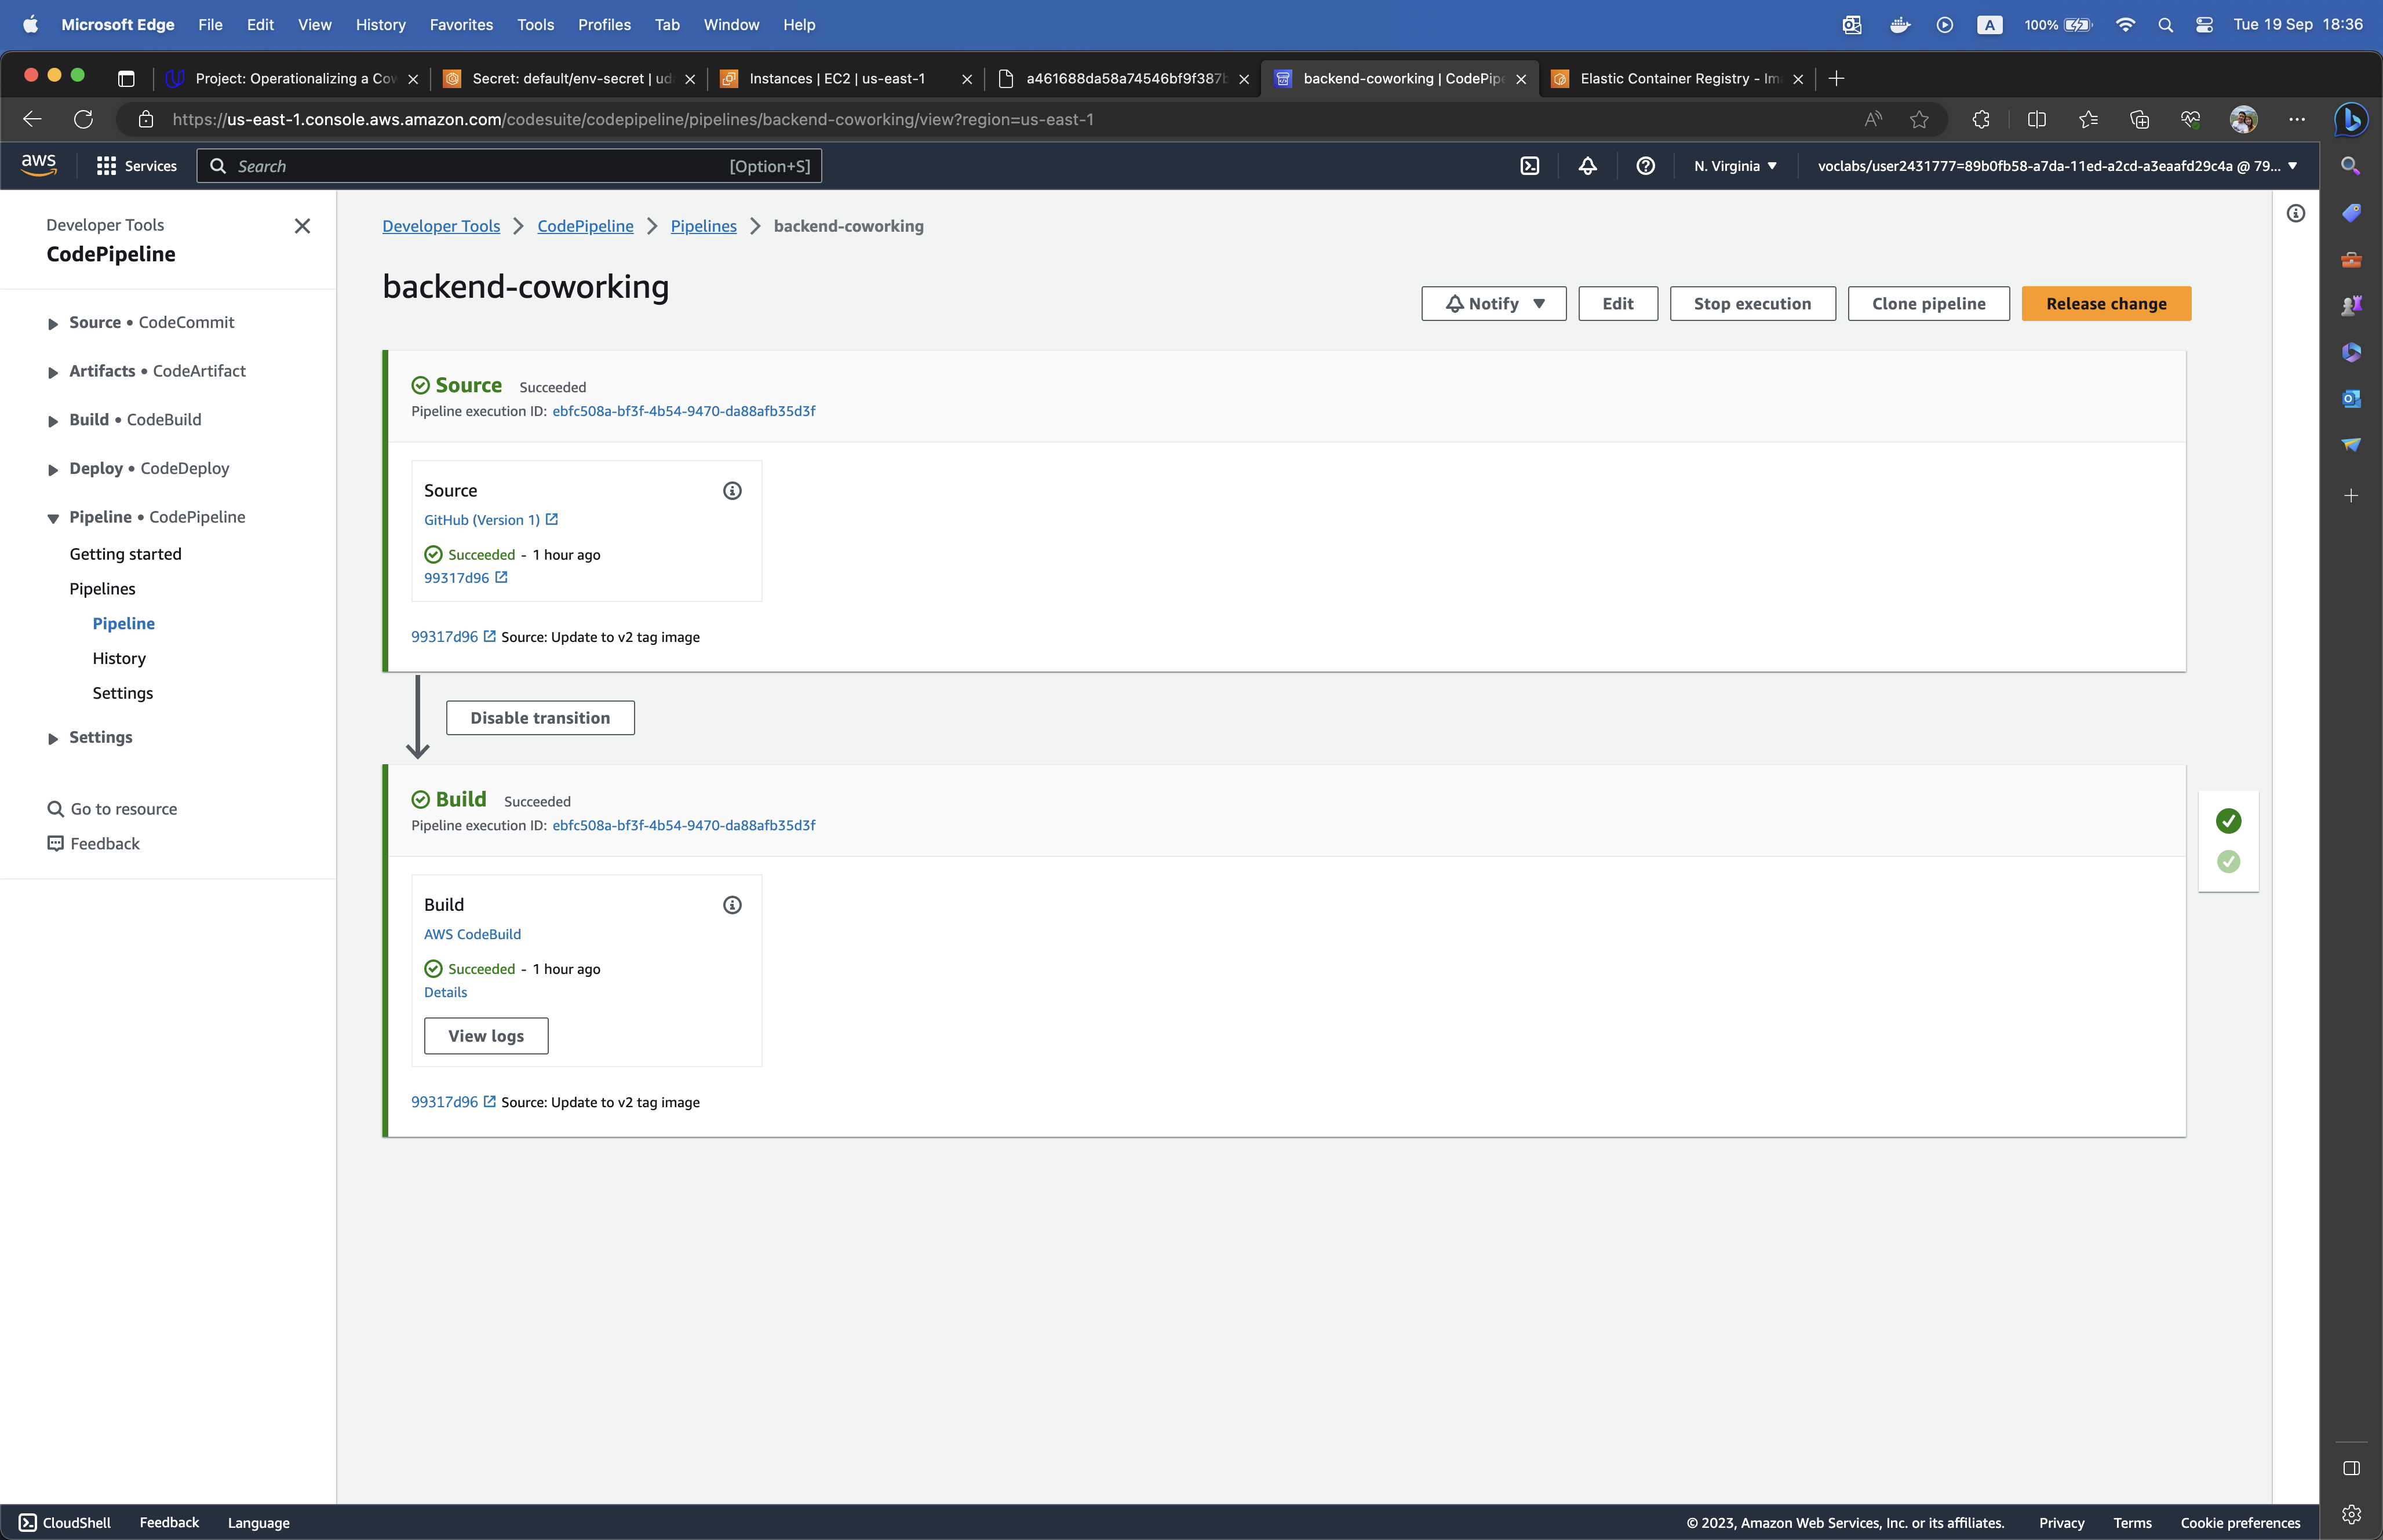 Microsoft Edge File Edit View History Favorites Tools Profiles Tab Window Help A 100% Tue 19 Sep 18:36
Project: Operationalizing a Cow Secret: default/env-secret | ud Instances | EC2 | us-east-1 a461688da58a74546bf9f387b backend-coworking | CodePipe Elastic Container Registry - Im
https://us-east-1.console.aws.amazon.com/codesuite/codepipeline/pipelines/backend-coworking/view?region=us-east-1
aws Services Search [Option+S] N. Virginia voclabs/user2431777=89b0fb58-a7da-11ed-a2cd-a3eaafd29c4a @ 79...
Developer Tools
CodePipeline
Source • CodeCommit
Artifacts • CodeArtifact
Build • CodeBuild
Deploy • CodeDeploy
Pipeline • CodePipeline
Getting started
Pipelines
Pipeline
History
Settings
Settings
Go to resource
Feedback
Developer Tools CodePipeline Pipelines backend-coworking
backend-coworking
Notify Edit Stop execution Clone pipeline Release change
Source Succeeded
Pipeline execution ID: ebfc508a-bf3f-4b54-9470-da88afb35d3f
Source
GitHub (Version 1)
Succeeded - 1 hour ago
99317d96
99317d96 Source: Update to v2 tag image
Disable transition
Build Succeeded
Pipeline execution ID: ebfc508a-bf3f-4b54-9470-da88afb35d3f
Build
AWS CodeBuild
Succeeded - 1 hour ago
Details
View logs
99317d96 Source: Update to v2 tag image
CloudShell Feedback Language © 2023, Amazon Web Services, Inc. or its affiliates. Privacy Terms Cookie preferences